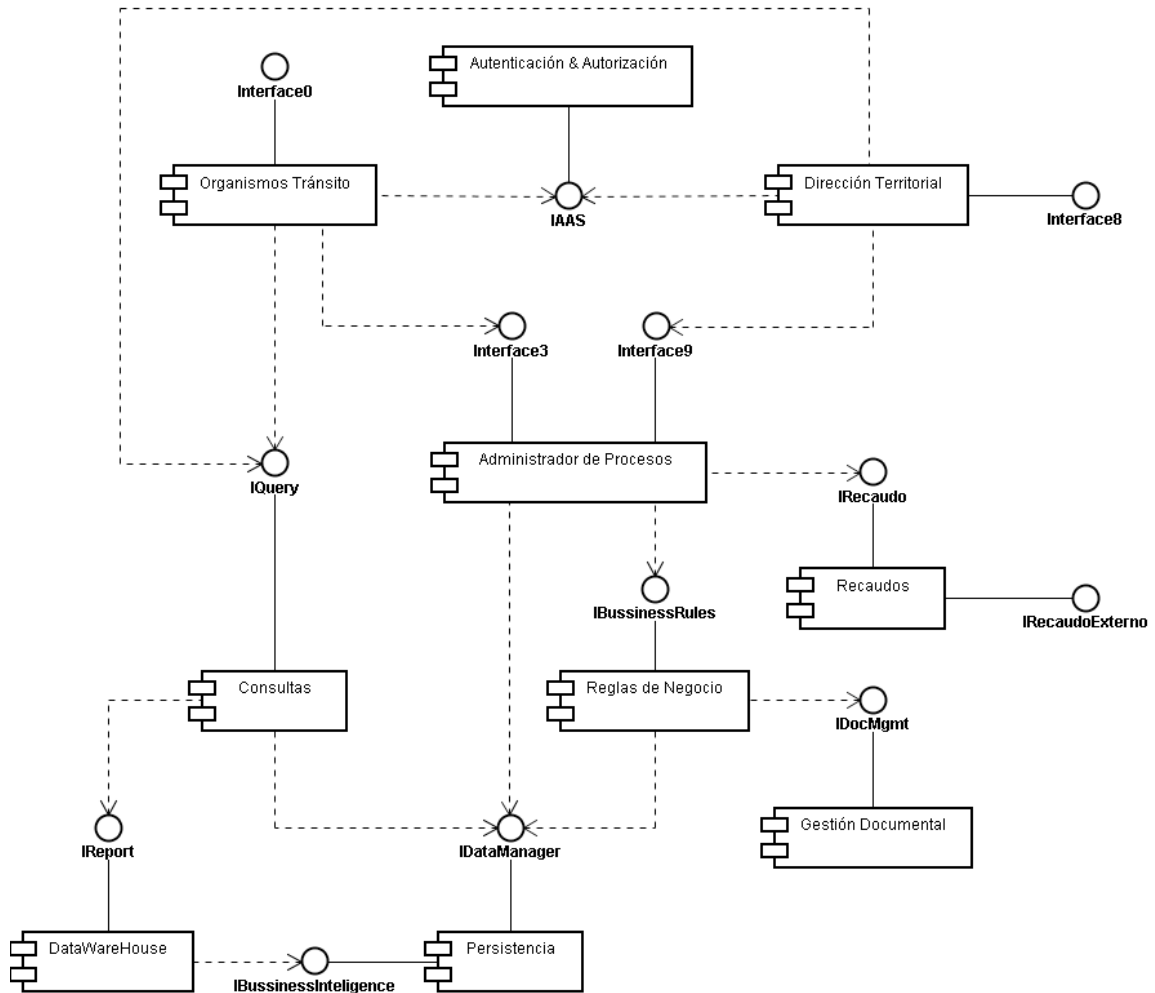 Autenticación & Autorización
Interface0
Organismos Tránsito
Dirección Territorial
IAAS
Interface8
Interface3
Interface9
Administrador de Procesos
IQuery
IRecaudo
Recaudos
IBussinessRules
IRecaudoExterno
Consultas
Reglas de Negocio
IDocMgmt
Gestión Documental
IReport
IDataManager
DataWareHouse
Persistencia
IBussinessInteligence